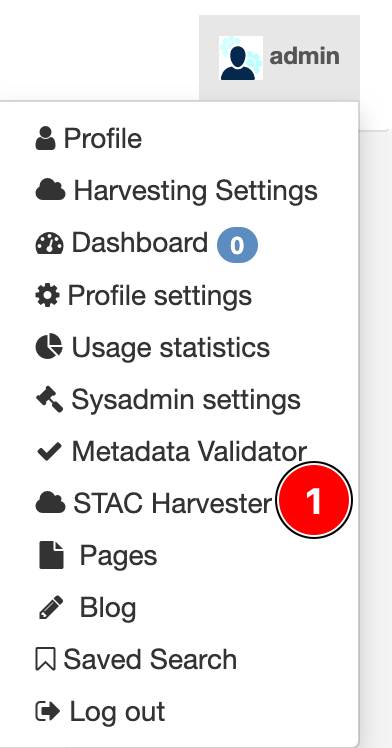 admin
Profile
Harvesting Settings
Dashboard 0
Profile settings
Usage statistics
Sysadmin settings
Metadata Validator
STAC Harvester 1
Pages
Blog
Saved Search
Log out